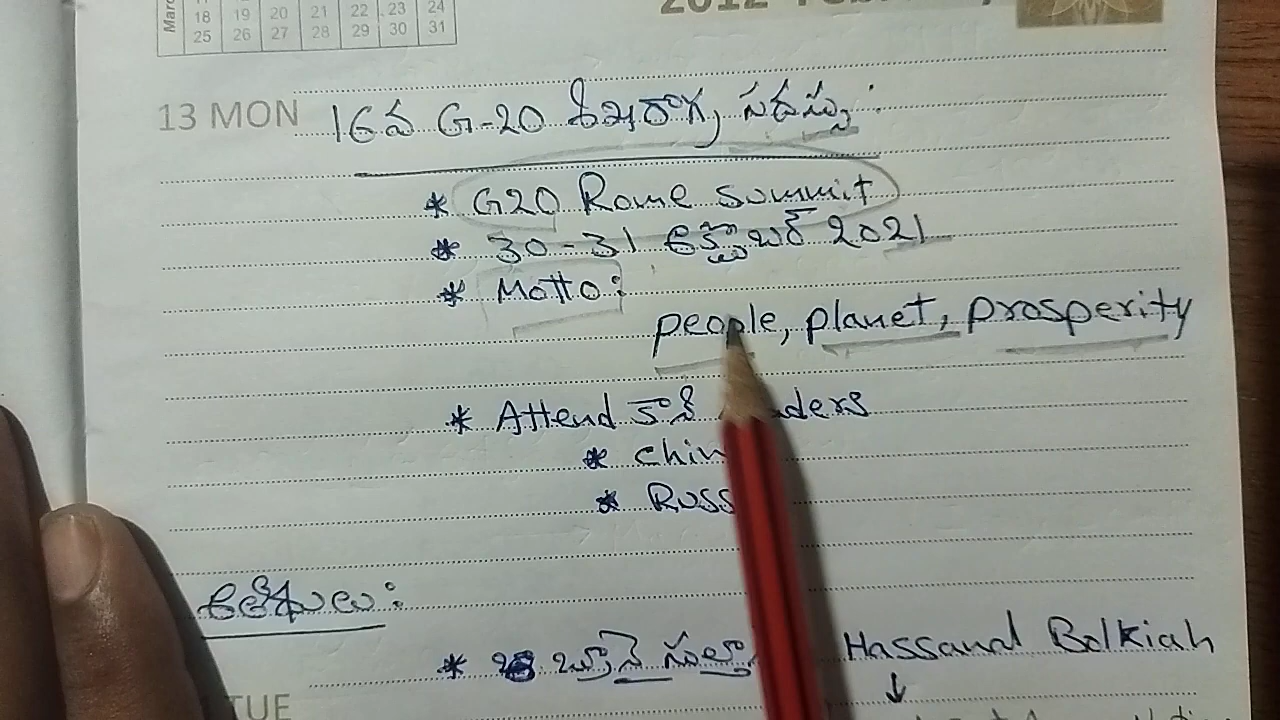 18 19 20 21 22 23 24
25 26 27 28 29 30 31
13 MON
16వ G-20 శిఖరాగ్ర సదస్సు:
* G20 Rome summit
* 30-31 అక్టోబర్ 2021
* Motto:
people, planet, prosperity
* Attend కాని
*
*
అతిథులు:
* బ్రూనై సుల్తాన్ Hassanal Bolkiah
TUE